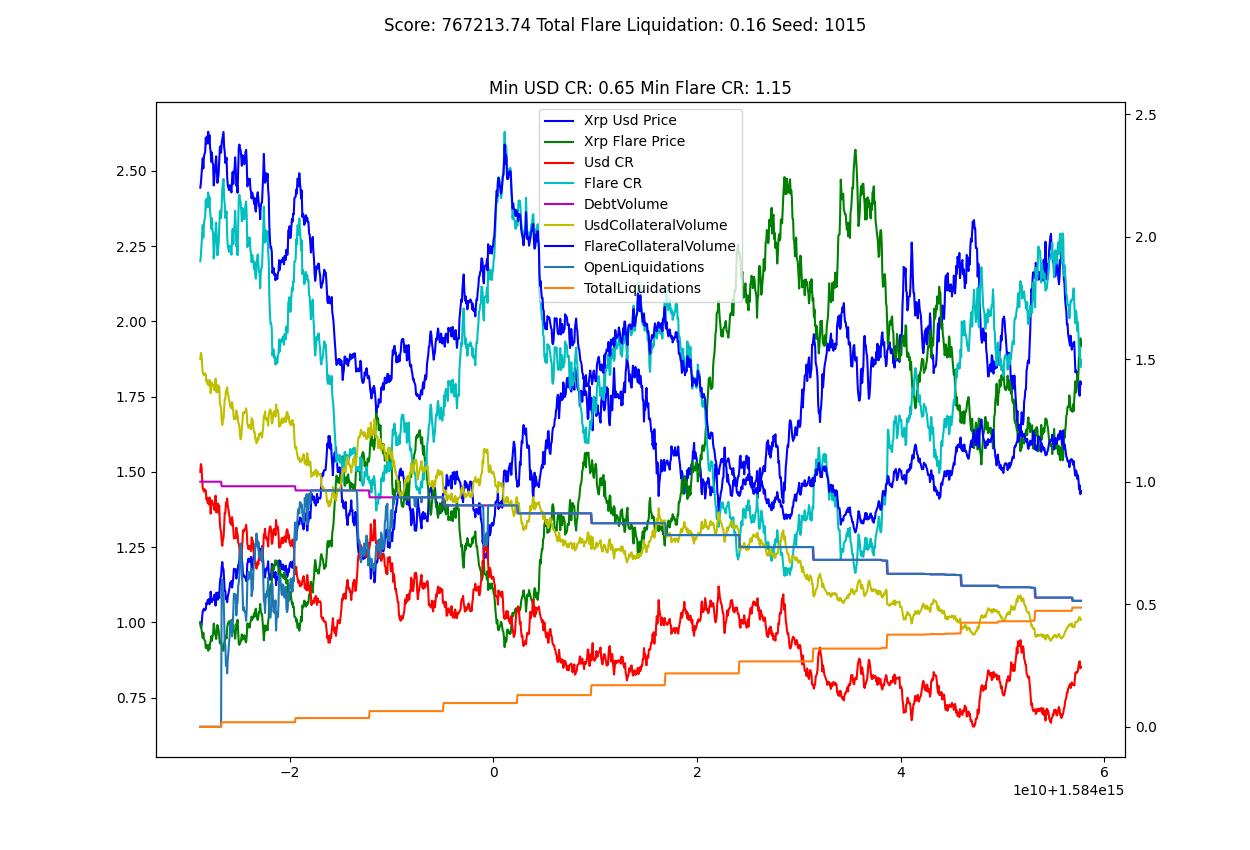 Score: 767213.74 Total Flare Liquidation: 0.16 Seed: 1015
Min USD CR: 0.65 Min Flare CR: 1.15
Xrp Usd Price
Xrp Flare Price
Usd CR
Flare CR
DebtVolume
UsdCollateralVolume
FlareCollateralVolume
OpenLiquidations
TotalLiquidations
2.50
2.25
2.00
1.75
1.50
1.25
1.00
0.75
2.5
2.0
1.5
1.0
0.5
0.0
−2 0 2 4 6
1e10+1.584e15